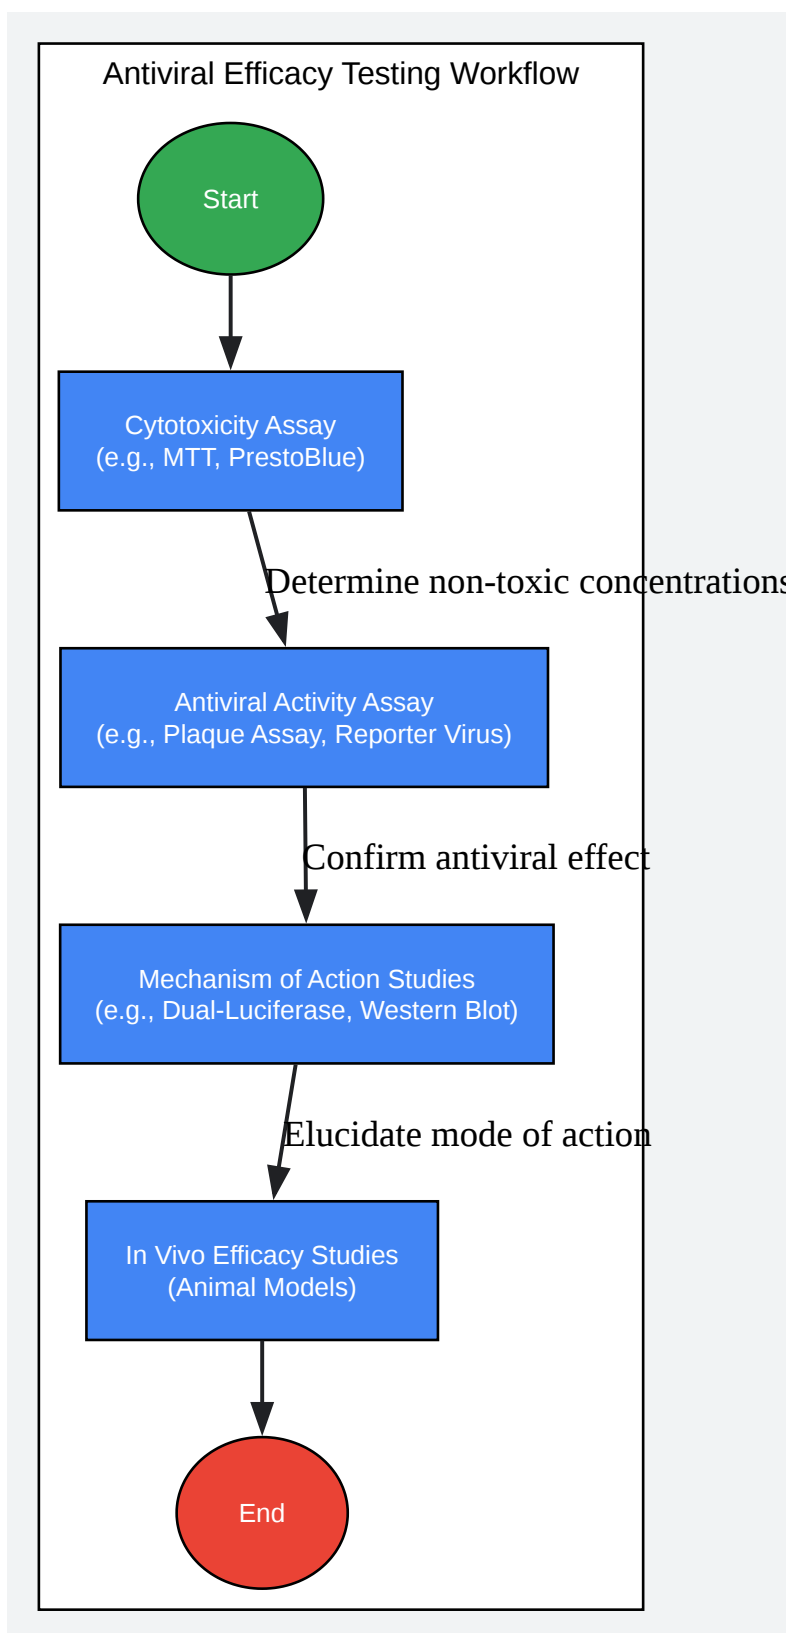 Antiviral Efficacy Testing Workflow
Start
Cytotoxicity Assay
(e.g., MTT, PrestoBlue)
Determine non-toxic concentrations
Antiviral Activity Assay
(e.g., Plaque Assay, Reporter Virus)
Confirm antiviral effect
Mechanism of Action Studies
(e.g., Dual-Luciferase, Western Blot)
Elucidate mode of action
In Vivo Efficacy Studies
(Animal Models)
End